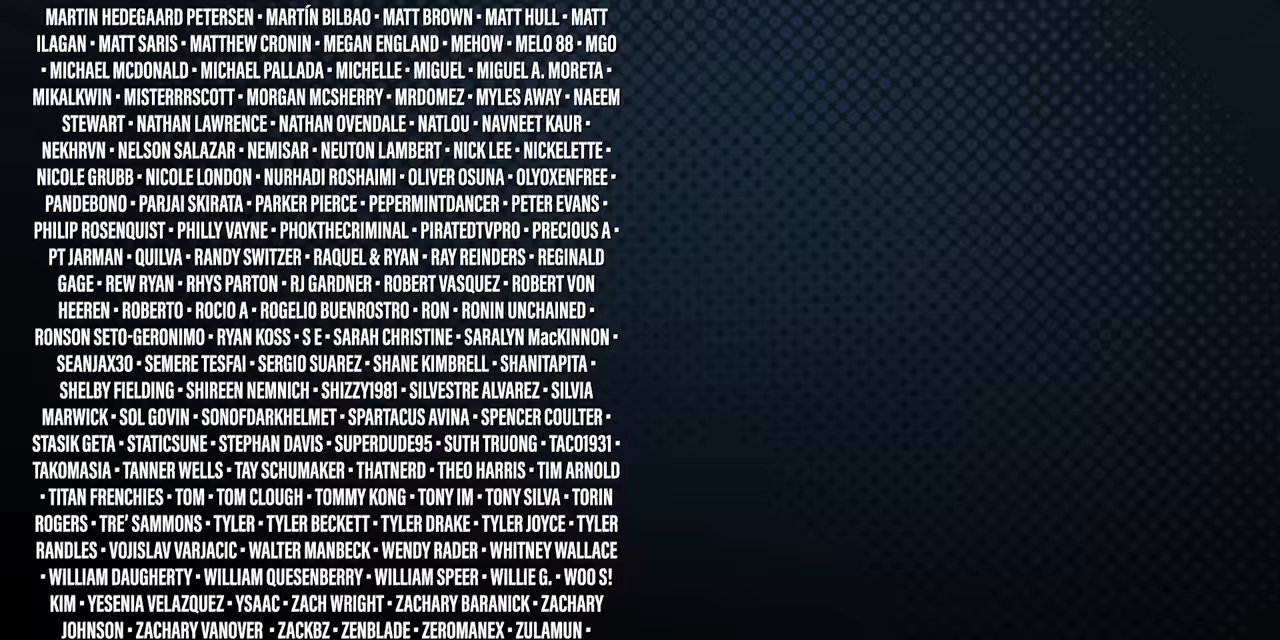 MARTIN HEDEGAARD PETERSEN • MARTÍN BILBAO • MATT BROWN • MATT HULL • MATT
ILAGAN • MATT SARIS • MATTHEW CRONIN • MEGAN ENGLAND • MEHOW • MELO 88 • MGO
• MICHAEL MCDONALD • MICHAEL PALLADA • MICHELLE • MIGUEL • MIGUEL A. MORETA •
MIKALKWIN • MISTERRRSCOTT • MORGAN MCSHERRY • MRDOMEZ • MYLES AWAY • NAEEM
STEWART • NATHAN LAWRENCE • NATHAN OVENDALE • NATLOU • NAVNEET KAUR •
NEKHRVN • NELSON SALAZAR • NEMISAR • NEUTON LAMBERT • NICK LEE • NICKELETTE •
NICOLE GRUBB • NICOLE LONDON • NURHADI ROSHAIMI • OLIVER OSUNA • OLYOXENFREE •
PANDEBONO • PARJAI SKIRATA • PARKER PIERCE • PEPERMINTDANCER • PETER EVANS •
PHILIP ROSENQUIST • PHILLY VAYNE • PHOKTHECRIMINAL • PIRATEDTVPRO • PRECIOUS A •
PT JARMAN • QUILVA • RANDY SWITZER • RAQUEL & RYAN • RAY REINDERS • REGINALD
GAGE • REW RYAN • RHYS PARTON • RJ GARDNER • ROBERT VASQUEZ • ROBERT VON
HEEREN • ROBERTO • ROCIO A • ROGELIO BUENROSTRO • RON • RONIN UNCHAINED •
RONSON SETO-GERONIMO • RYAN KOSS • S E • SARAH CHRISTINE • SARALYN MacKINNON •
SEANJAX30 • SEMERE TESFAI • SERGIO SUAREZ • SHANE KIMBRELL • SHANITAPITA •
SHELBY FIELDING • SHIREEN NEMNICH • SHIZZY1981 • SILVESTRE ALVAREZ • SILVIA
MARWICK • SOL GOVIN • SONOFDARKHELMET • SPARTACUS AVINA • SPENCER COULTER •
STASIK GETA • STATICSUNE • STEPHAN DAVIS • SUPERDUDE95 • SUTH TRUONG • TACO1931 •
TAKOMASIA • TANNER WELLS • TAY SCHUMAKER • THATNERD • THEO HARRIS • TIM ARNOLD
• TITAN FRENCHIES • TOM • TOM CLOUGH • TOMMY KONG • TONY IM • TONY SILVA • TORIN
ROGERS • TRE' SAMMONS • TYLER • TYLER BECKETT • TYLER DRAKE • TYLER JOYCE • TYLER
RANDLES • VOJISLAV VARJACIC • WALTER MANBECK • WENDY RADER • WHITNEY WALLACE
• WILLIAM DAUGHERTY • WILLIAM QUESENBERRY • WILLIAM SPEER • WILLIE G. • WOO S!
KIM • YESENIA VELAZQUEZ • YSAAC • ZACH WRIGHT • ZACHARY BARANICK • ZACHARY
JOHNSON • ZACHARY VANOVER • ZACKBZ • ZENBLADE • ZEROMANEX • ZULAMUN •